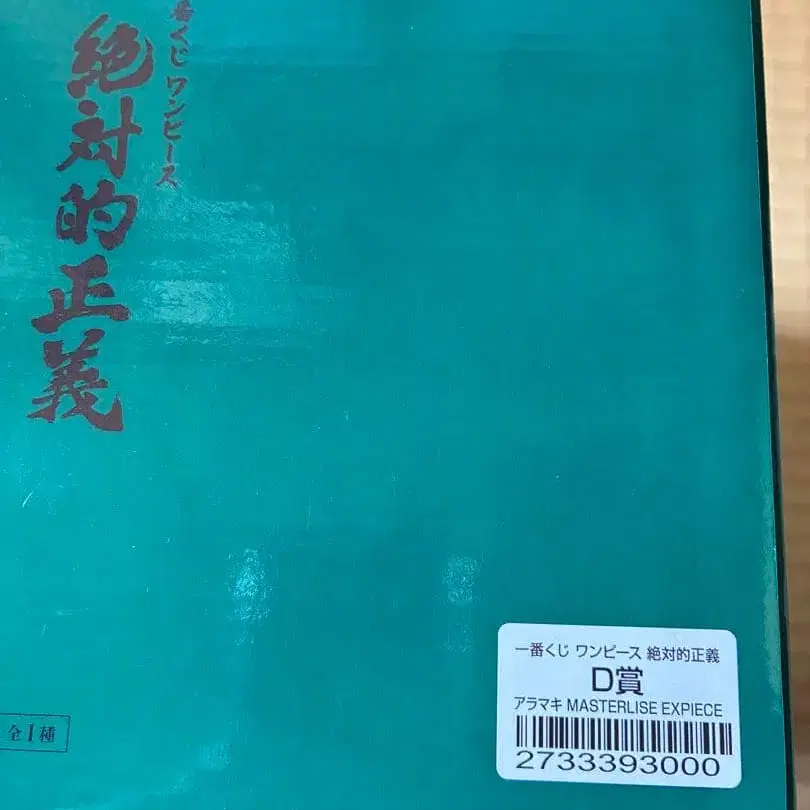 番くじ ワンピース
絶対的正義
全1種
一番くじ ワンピース 絶対的正義
D賞
アラマキ MASTERLISE EXPIECE
2733393000